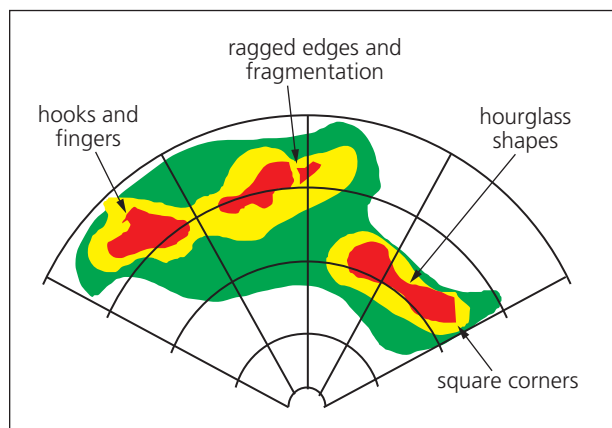 ragged edges and
fragmentation
hooks and
fingers
hourglass
shapes
square corners